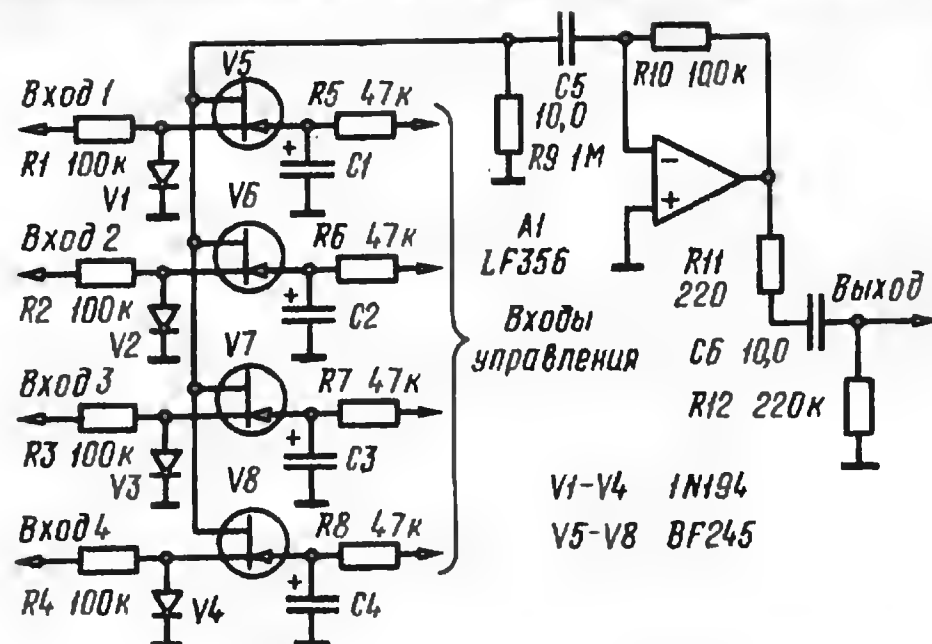 Вход 1
R1 100к
V1
V5
R5 47к
+
C1
Вход 2
R2 100к
V2
V6
R6 47к
+
C2
Вход 3
R3 100к
V3
V7
R7 47к
+
C3
Вход 4
R4 100к
V4
V8
R8 47к
+
C4
Входы
управления
C5
10,0
R9 1М
R10 100к
−
+
A1
LF356
R11
220
C6 10,0
Выход
R12 220к
V1-V4 1N194
V5-V8 BF245